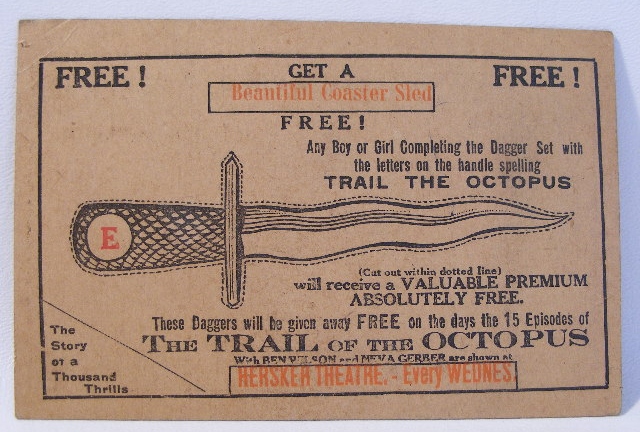 FREE! GET A FREE!
Beautiful Coaster Sled
FREE!
Any Boy or Girl Completing the Dagger Set with
the letters on the handle spelling
TRAIL THE OCTOPUS
E
(Cut out within dotted line)
will receive a VALUABLE PREMIUM
ABSOLUTELY FREE.
These Daggers will be given away FREE on the days the 15 Episodes of
THE TRAIL OF THE OCTOPUS
With BEN WILSON and NEVA GERBER are shown at
HERSKER THEATRE. - Every WEDNES.
The
Story
of a
Thousand
Thrills